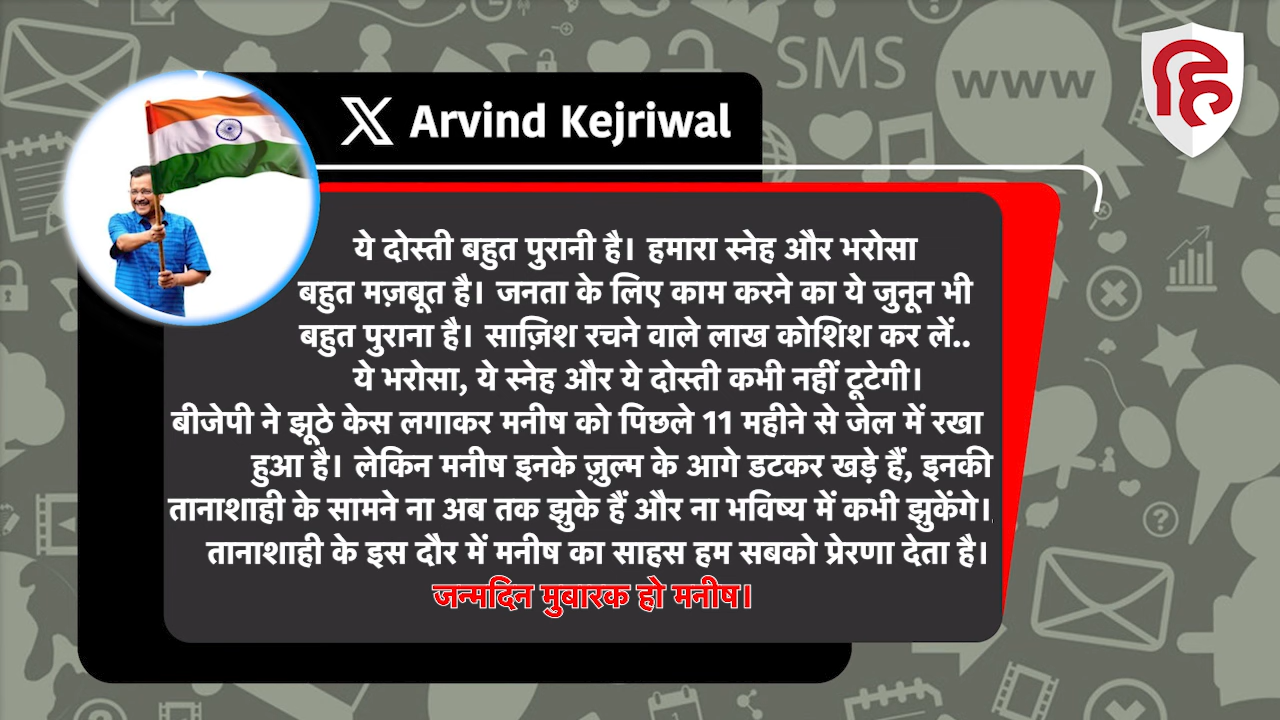 SMS
www
हि
X Arvind Kejriwal
ये दोस्ती बहुत पुरानी है। हमारा स्नेह और भरोसा
बहुत मज़बूत है। जनता के लिए काम करने का ये जुनून भी
बहुत पुराना है। साज़िश रचने वाले लाख कोशिश कर लें..
ये भरोसा, ये स्नेह और ये दोस्ती कभी नहीं टूटेगी।
बीजेपी ने झूठे केस लगाकर मनीष को पिछले 11 महीने से जेल में रखा
हुआ है। लेकिन मनीष इनके ज़ुल्म के आगे डटकर खड़े हैं, इनकी
तानाशाही के सामने ना अब तक झुके हैं और ना भविष्य में कभी झुकेंगे।
तानाशाही के इस दौर में मनीष का साहस हम सबको प्रेरणा देता है।
जन्मदिन मुबारक हो मनीष।